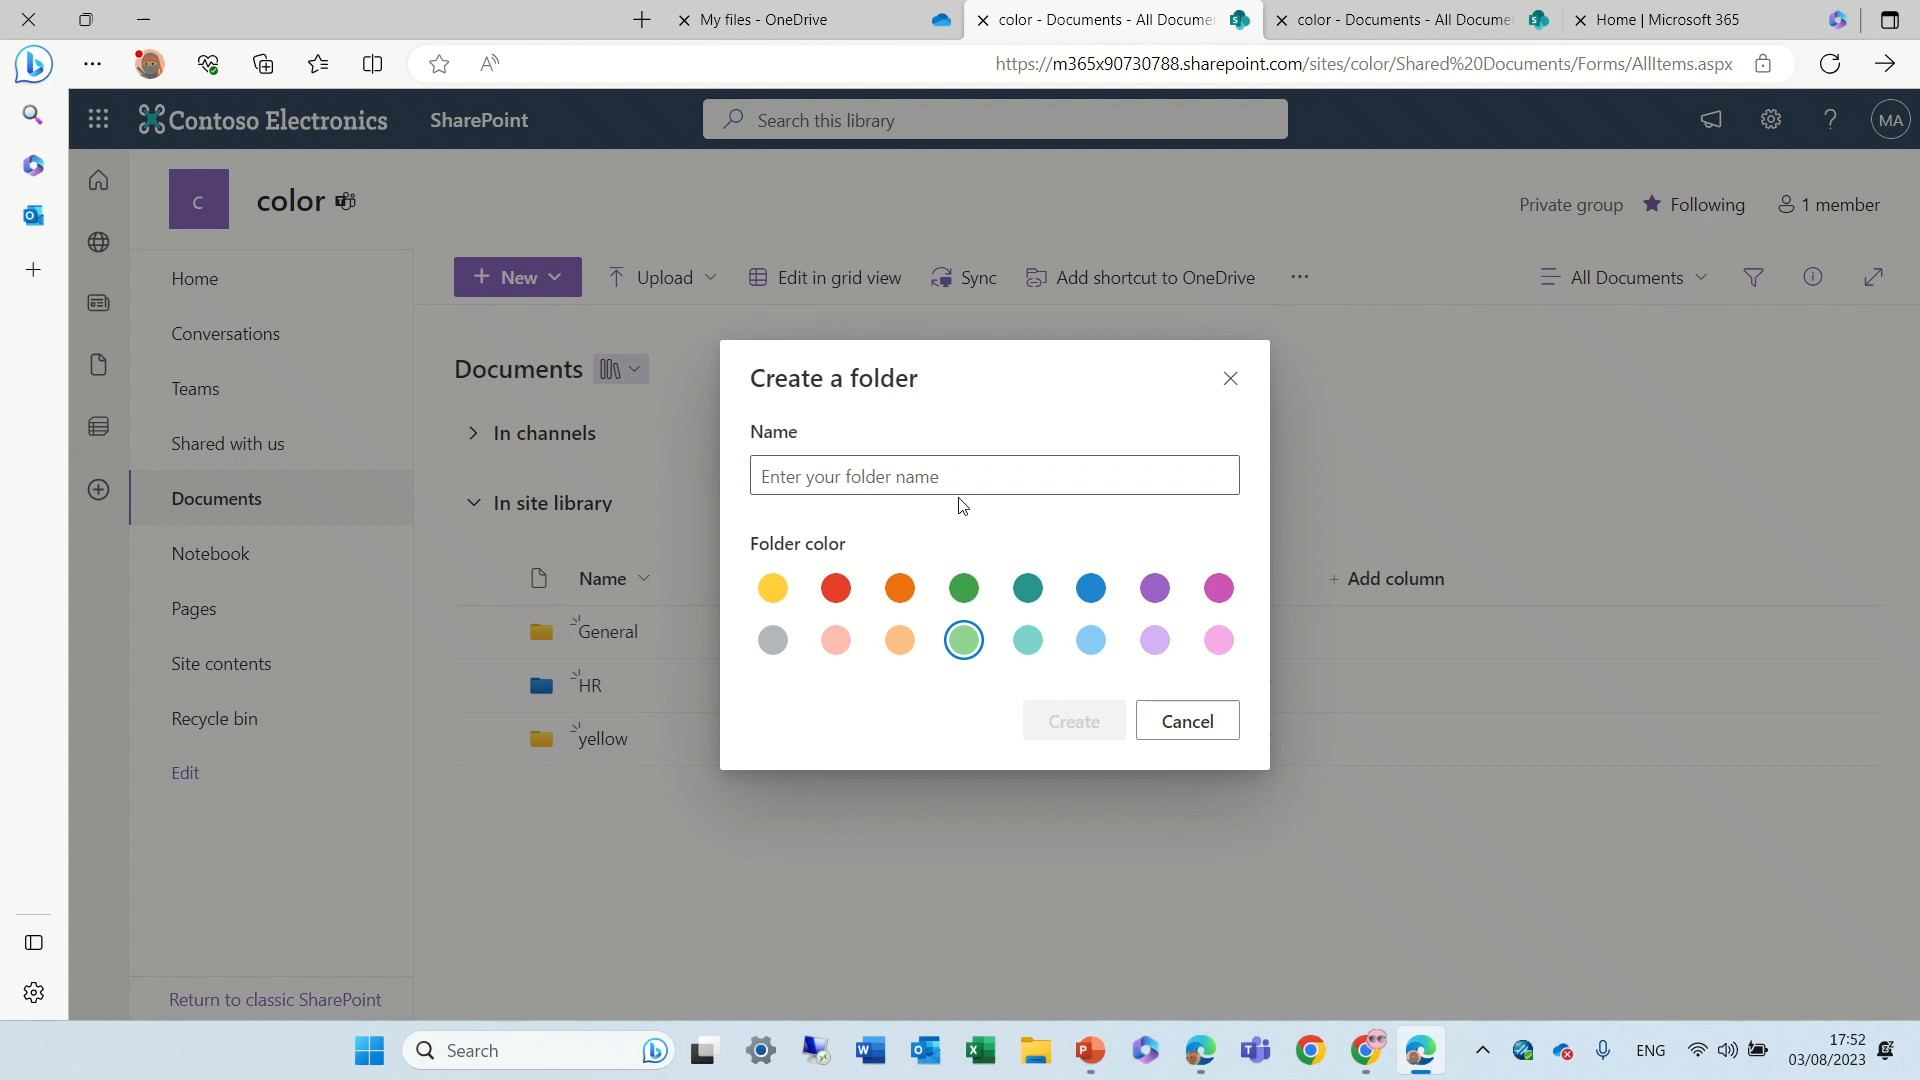 My files - OneDrive
color - Documents - All Docume
color - Documents - All Docume
Home | Microsoft 365
https://m365x90730788.sharepoint.com/sites/color/Shared%20Documents/Forms/AllItems.aspx
Contoso Electronics
SharePoint
Search this library
MA
C
color
Private group
Following
1 member
Home
Conversations
Teams
Shared with us
Documents
Notebook
Pages
Site contents
Recycle bin
Edit
Return to classic SharePoint
New
Upload
Edit in grid view
Sync
Add shortcut to OneDrive
All Documents
Documents
In channels
In site library
Name
Add column
General
HR
yellow
Create a folder
Name
Enter your folder name
Folder color
Create
Cancel
Search
ENG
17:52
03/08/2023